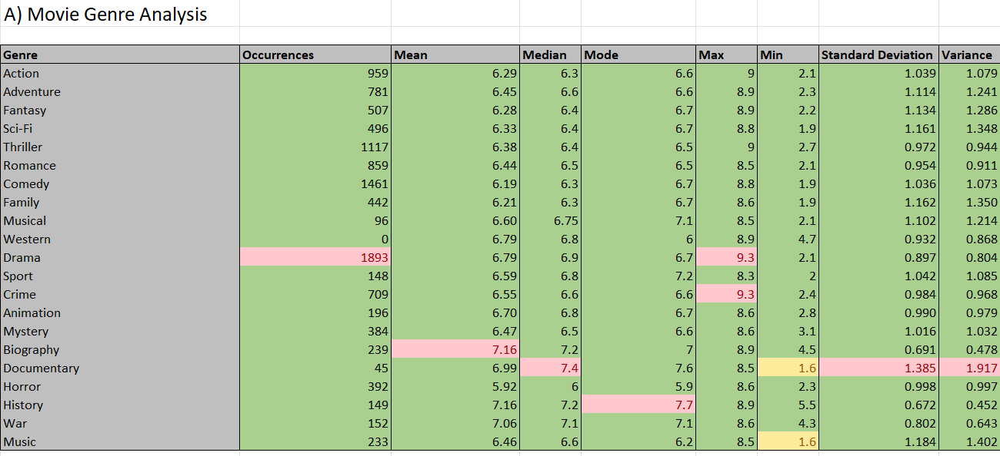 A) Movie Genre Analysis
Genre Occurrences Mean Median Mode Max Min Standard Deviation Variance
Action 959 6.29 6.3 6.6 9 2.1 1.039 1.079
Adventure 781 6.45 6.6 6.6 8.9 2.3 1.114 1.241
Fantasy 507 6.28 6.4 6.7 8.9 2.2 1.134 1.286
Sci-Fi 496 6.33 6.4 6.7 8.8 1.9 1.161 1.348
Thriller 1117 6.38 6.4 6.5 9 2.7 0.972 0.944
Romance 859 6.44 6.5 6.5 8.5 2.1 0.954 0.911
Comedy 1461 6.19 6.3 6.7 8.8 1.9 1.036 1.073
Family 442 6.21 6.3 6.7 8.6 1.9 1.162 1.350
Musical 96 6.60 6.75 7.1 8.5 2.1 1.102 1.214
Western 0 6.79 6.8 6 8.9 4.7 0.932 0.868
Drama 1893 6.79 6.9 6.7 9.3 2.1 0.897 0.804
Sport 148 6.59 6.8 7.2 8.3 2 1.042 1.085
Crime 709 6.55 6.6 6.6 9.3 2.4 0.984 0.968
Animation 196 6.70 6.8 6.7 8.6 2.8 0.990 0.979
Mystery 384 6.47 6.5 6.6 8.6 3.1 1.016 1.032
Biography 239 7.16 7.2 7 8.9 4.5 0.691 0.478
Documentary 45 6.99 7.4 7.6 8.5 1.6 1.385 1.917
Horror 392 5.92 6 5.9 8.6 2.3 0.998 0.997
History 149 7.16 7.2 7.7 8.9 5.5 0.672 0.452
War 152 7.06 7.1 7.1 8.6 4.3 0.802 0.643
Music 233 6.46 6.6 6.2 8.5 1.6 1.184 1.402